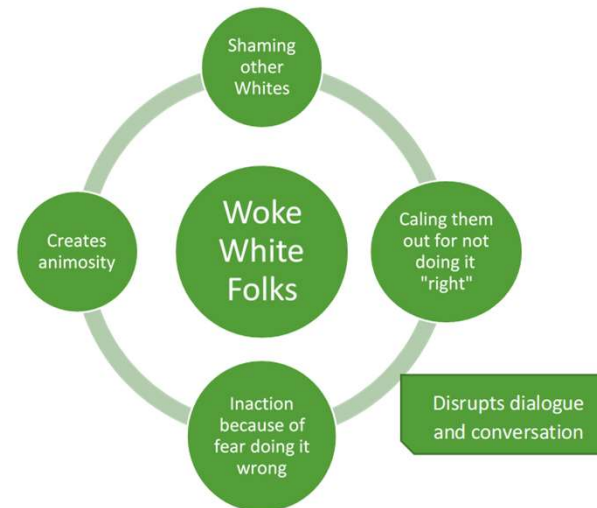 Shaming
other
Whites
Woke
White
Folks
Caling them
out for not
doing it
"right"
Creates
animosity
Inaction
because of
fear doing it
wrong
Disrupts dialogue
and conversation